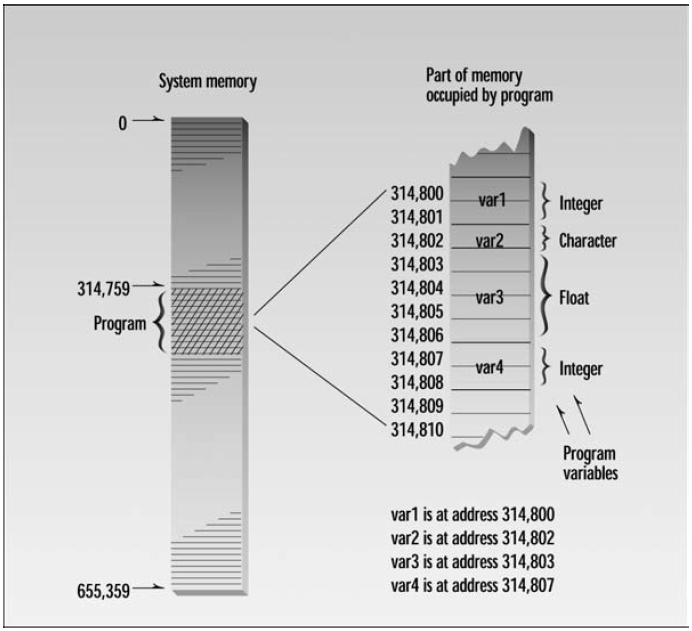 System memory
0
314,759
Program
655,359
Part of memory
occupied by program
314,800
314,801
314,802
314,803
314,804
314,805
314,806
314,807
314,808
314,809
314,810
var1
var2
var3
var4
Integer
Character
Float
Integer
Program
variables
var1 is at address 314,800
var2 is at address 314,802
var3 is at address 314,803
var4 is at address 314,807